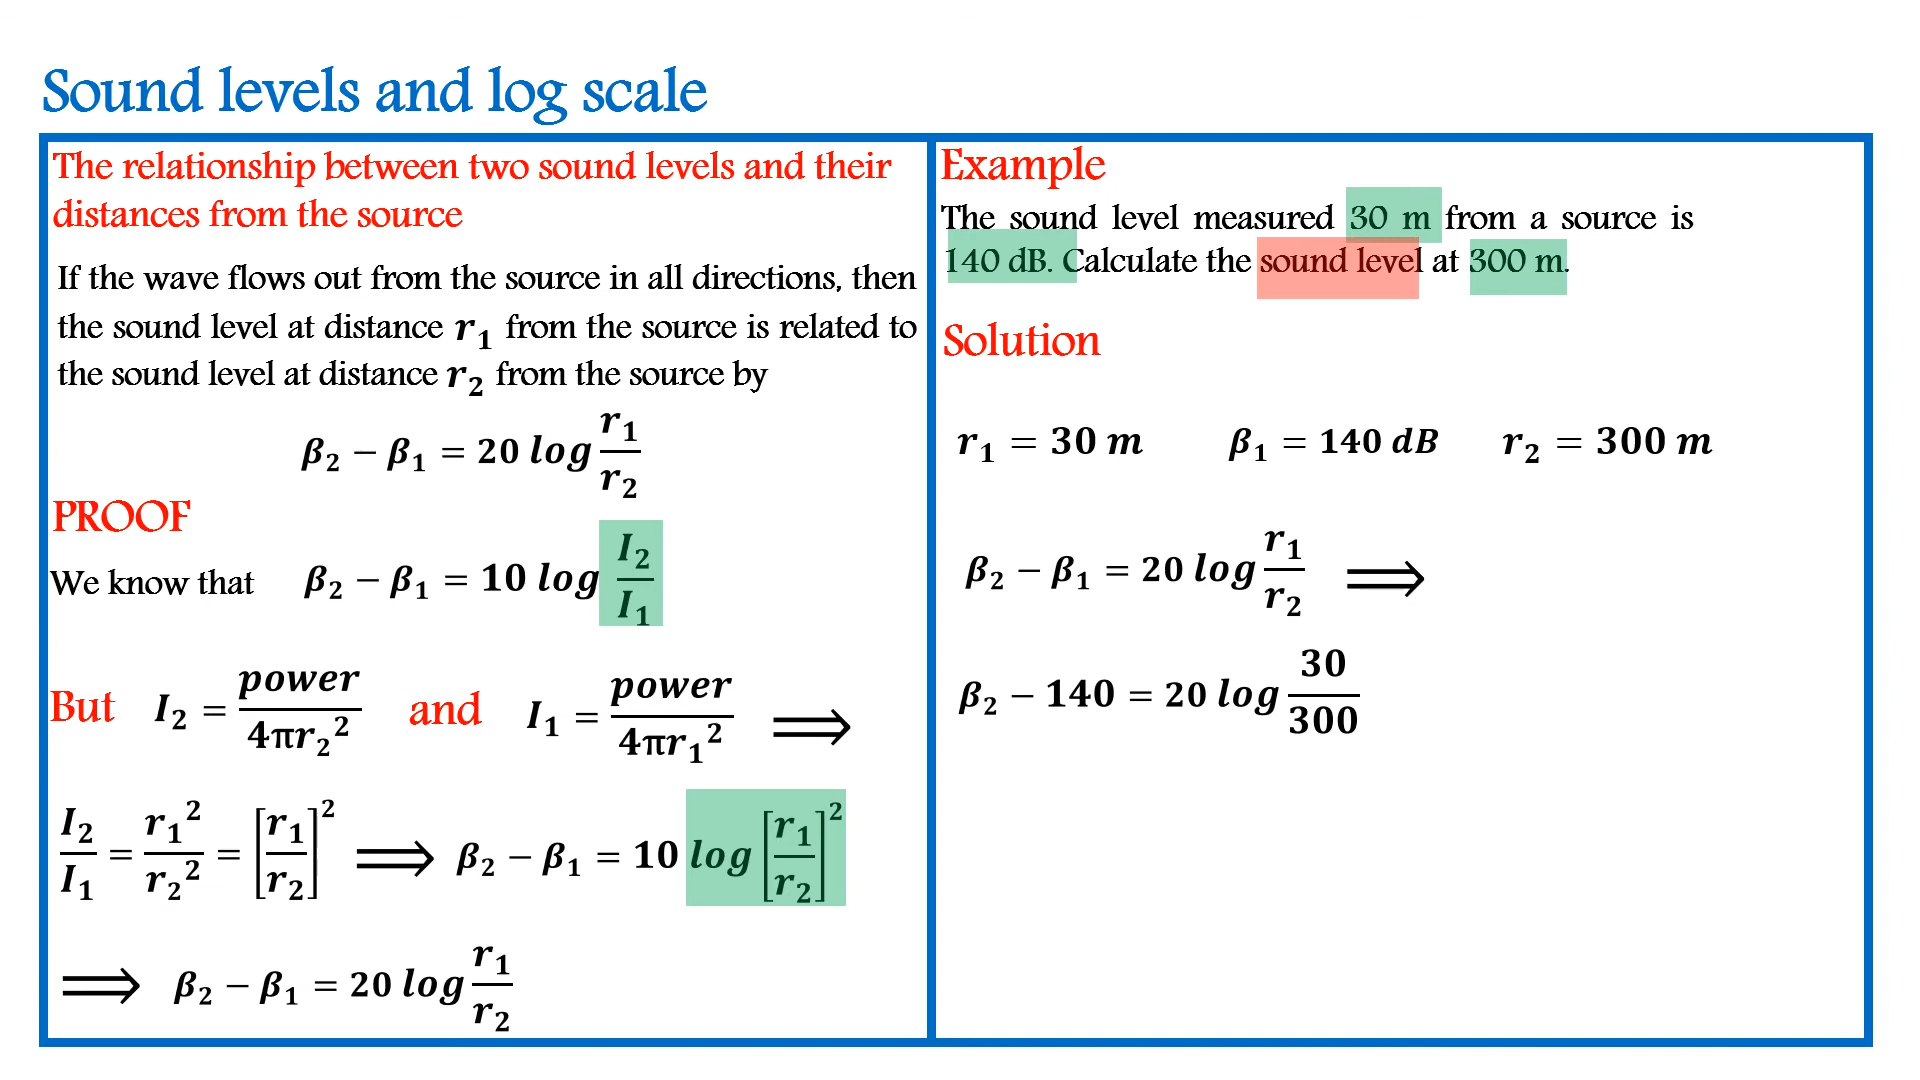 Sound levels and log scale
The relationship between two sound levels and their
distances from the source
If the wave flows out from the source in all directions, then
the sound level at distance r₁ from the source is related to
the sound level at distance r₂ from the source by
β₂ − β₁ = 20 log r₁/r₂
PROOF
We know that β₂ − β₁ = 10 log I₂/I₁
But I₂ = power/4πr₂² and I₁ = power/4πr₁² ⟹
I₂/I₁ = r₁²/r₂² = [r₁/r₂]² ⟹ β₂ − β₁ = 10 log [r₁/r₂]²
⟹ β₂ − β₁ = 20 log r₁/r₂
Example
The sound level measured 30 m from a source is
140 dB. Calculate the sound level at 300 m.
Solution
r₁ = 30 m β₁ = 140 dB r₂ = 300 m
β₂ − β₁ = 20 log r₁/r₂ ⟹
β₂ − 140 = 20 log 30/300